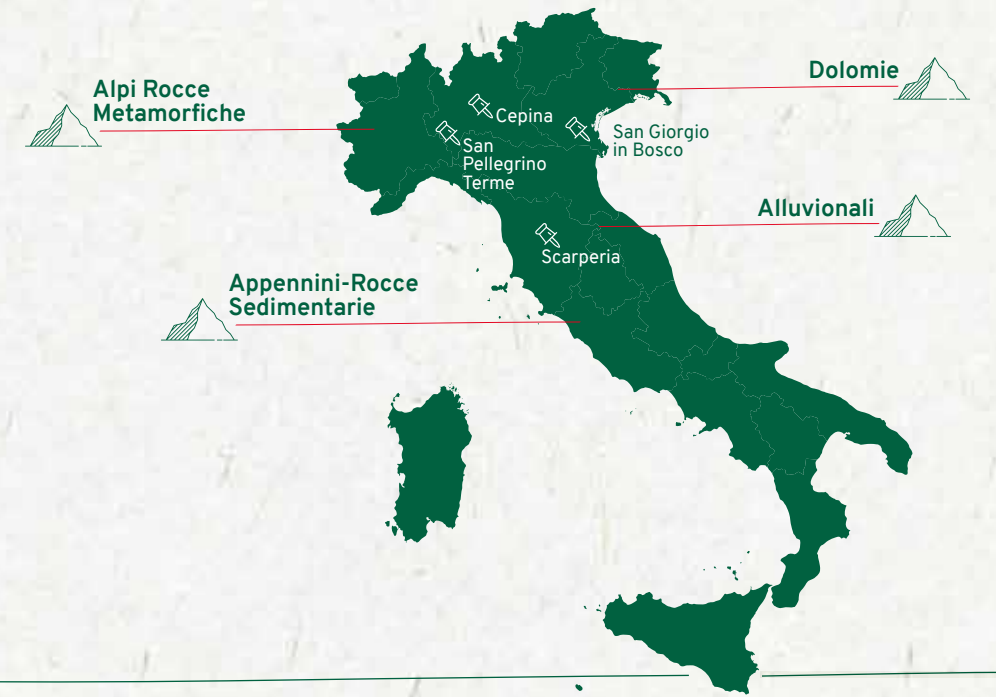 Alpi Rocce
Metamorfiche
Dolomie
Cepina
San Giorgio
in Bosco
San
Pellegrino
Terme
Alluvionali
Scarperia
Appennini-Rocce
Sedimentarie